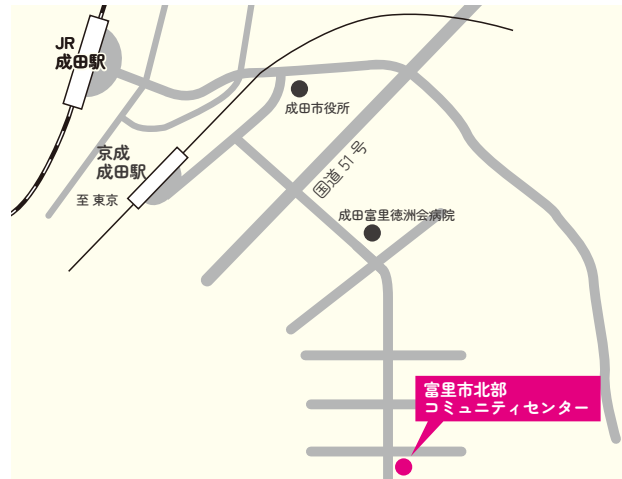 JR
成田駅
成田市役所
京成
成田駅
国道 51 号
至 東京
成田富里徳洲会病院
富里市北部
コミュニティセンター